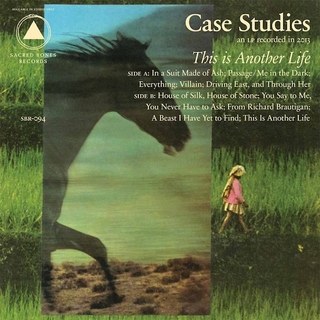 AVAILABLE IN STEREO
Case Studies
an LP recorded in 2013
SACRED BONES
RECORDS
This is Another Life
SIDE A: In a Suit Made of Ash; Passage/Me in the Dark;
Everything; Villain; Driving East, and Through Her
SIDE B: House of Silk, House of Stone; You Say to Me,
You Never Have to Ask; From Richard Brautigan;
A Beast I Have Yet to Find; This Is Another Life
SBR-094